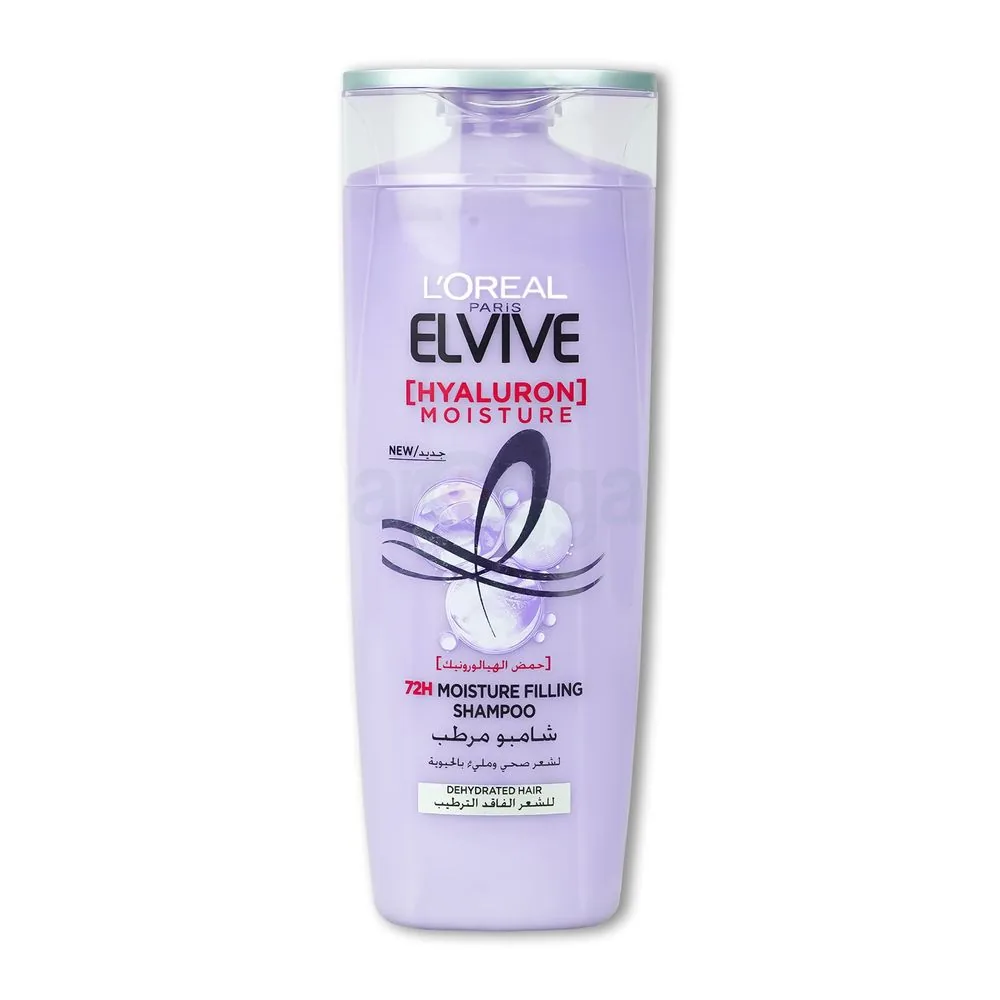 L'ORÉAL
PARiS
ELVIVE
[HYALURON]
MOISTURE
NEW/جديد
[حمض الهيالورونيك]
72H MOISTURE FILLING
SHAMPOO
شامبو مرطب
لشعر صحي ومليء بالحيوية
DEHYDRATED HAIR
للشعر الفاقد الترطيب